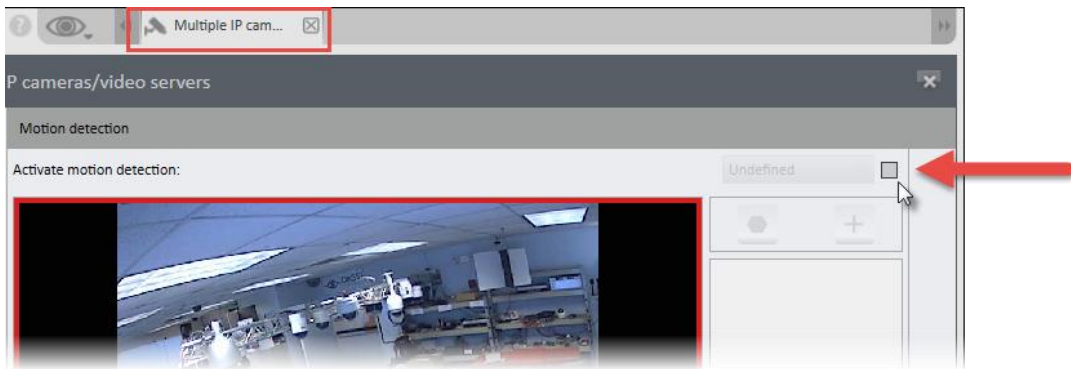 Multiple IP cam...
P cameras/video servers
Motion detection
Activate motion detection:
Undefined